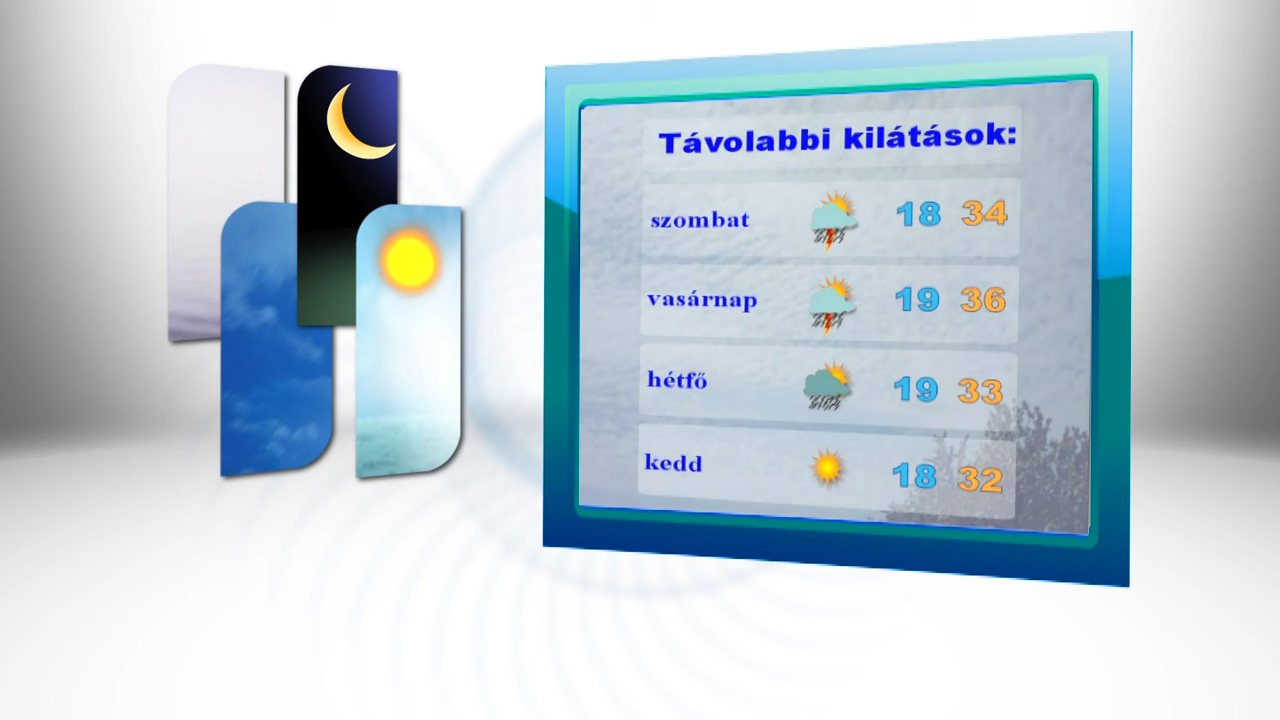 Távolabbi kilátások:
szombat 18 34
vasárnap 19 36
hétfő 19 33
kedd 18 32